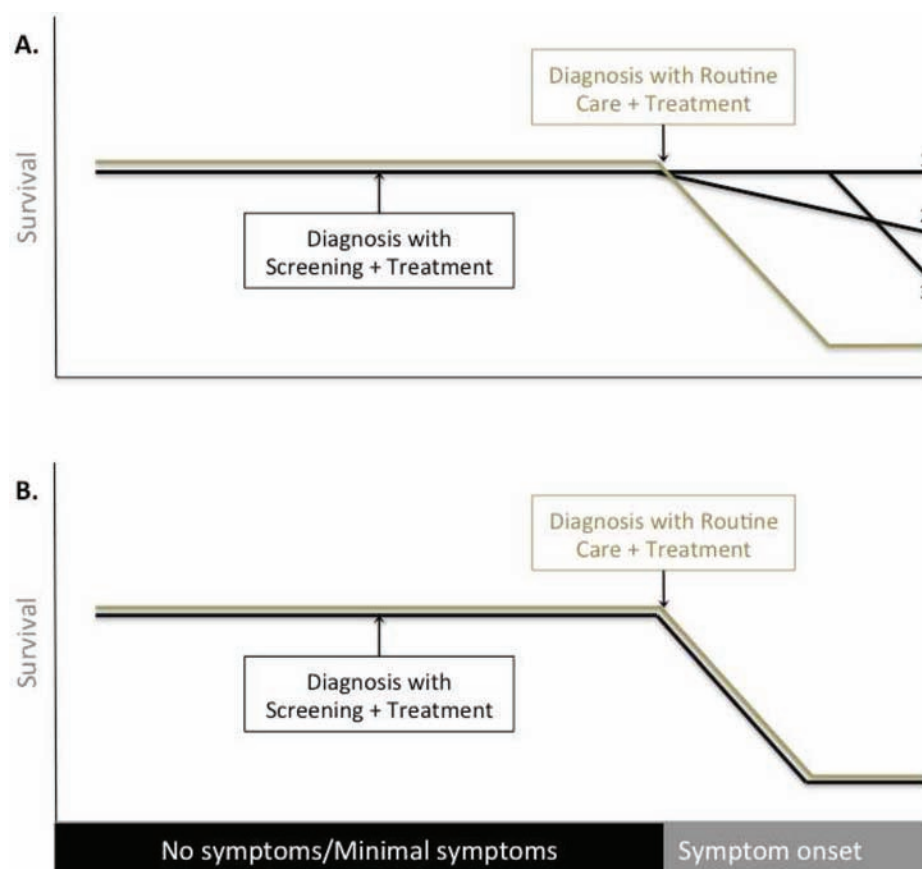 A.
Diagnosis with Routine
Care + Treatment
Survival
Diagnosis with
Screening + Treatment
B.
Diagnosis with Routine
Care + Treatment
Survival
Diagnosis with
Screening + Treatment
No symptoms/Minimal symptoms
Symptom onset